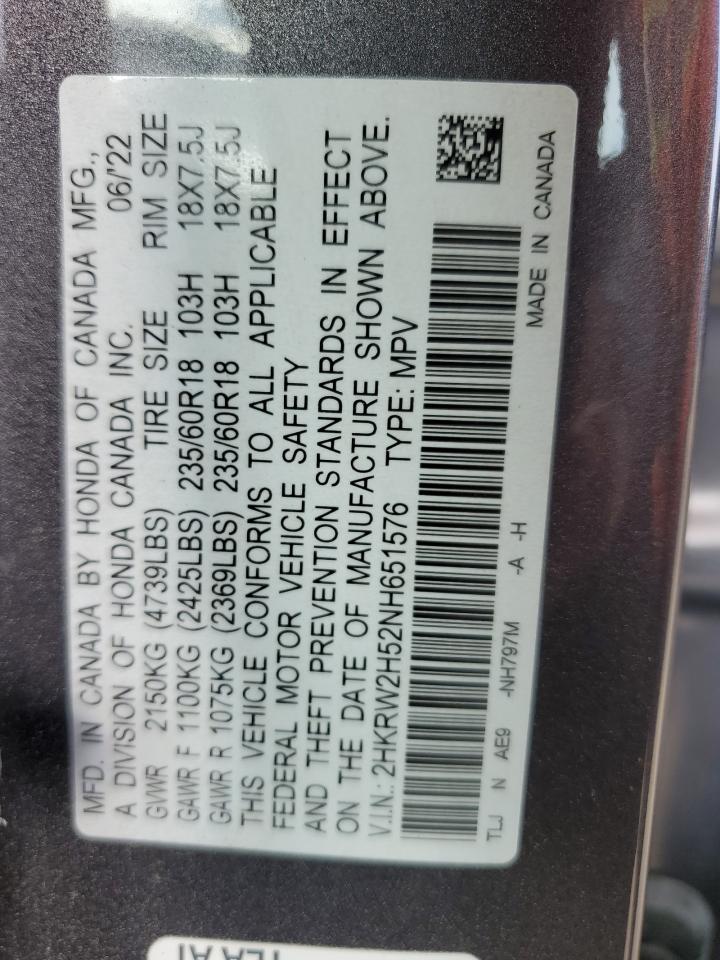 MFD. IN CANADA BY HONDA OF CANADA MFG.,
A DIVISION OF HONDA CANADA INC. 06/'22
GVWR 2150KG (4739LBS) TIRE SIZE RIM SIZE
GAWR F 1100KG (2425LBS) 235/60R18 103H 18X7.5J
GAWR R 1075KG (2369LBS) 235/60R18 103H 18X7.5J
THIS VEHICLE CONFORMS TO ALL APPLICABLE
FEDERAL MOTOR VEHICLE SAFETY
AND THEFT PREVENTION STANDARDS IN EFFECT
ON THE DATE OF MANUFACTURE SHOWN ABOVE.
V.I.N.: 2HKRW2H52NH651576 TYPE: MPV
TLJ N AE9 -NH797M -A -H
MADE IN CANADA